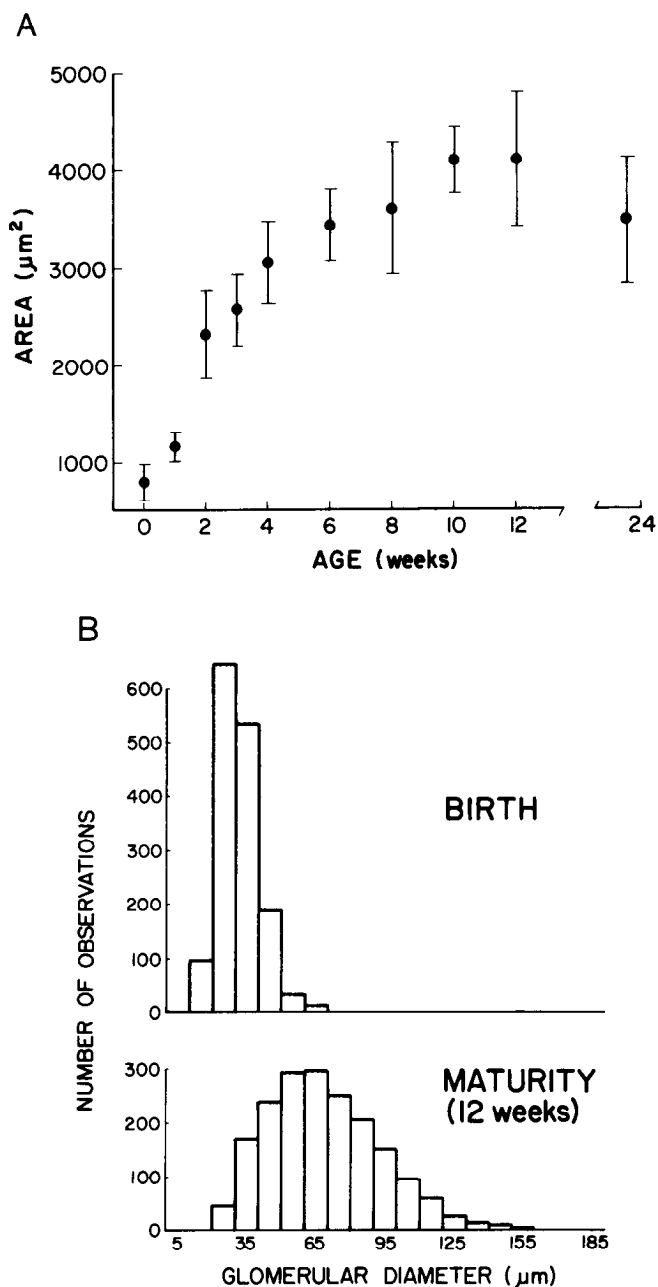 A
5000
4000
3000
2000
1000
AREA (μm²)
0 2 4 6 8 10 12 24
AGE (weeks)
B
600
500
400
300
200
100
0
BIRTH
NUMBER OF OBSERVATIONS
300
200
100
0
MATURITY
(12 weeks)
5 35 65 95 125 155 185
GLOMERULAR DIAMETER (μm)